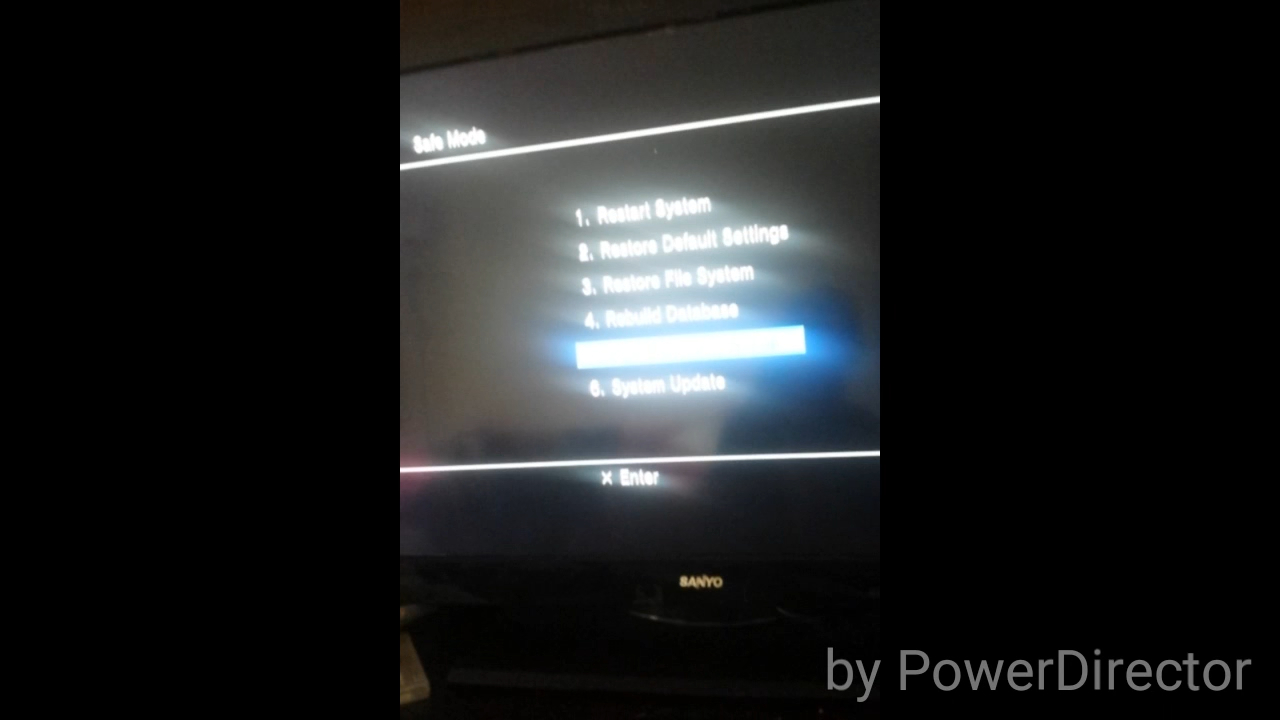 Safe Mode
1. Restart System
2. Restore Default Settings
3. Restore File System
4. Rebuild Database
6. System Update
✕ Enter
SANYO
by PowerDirector